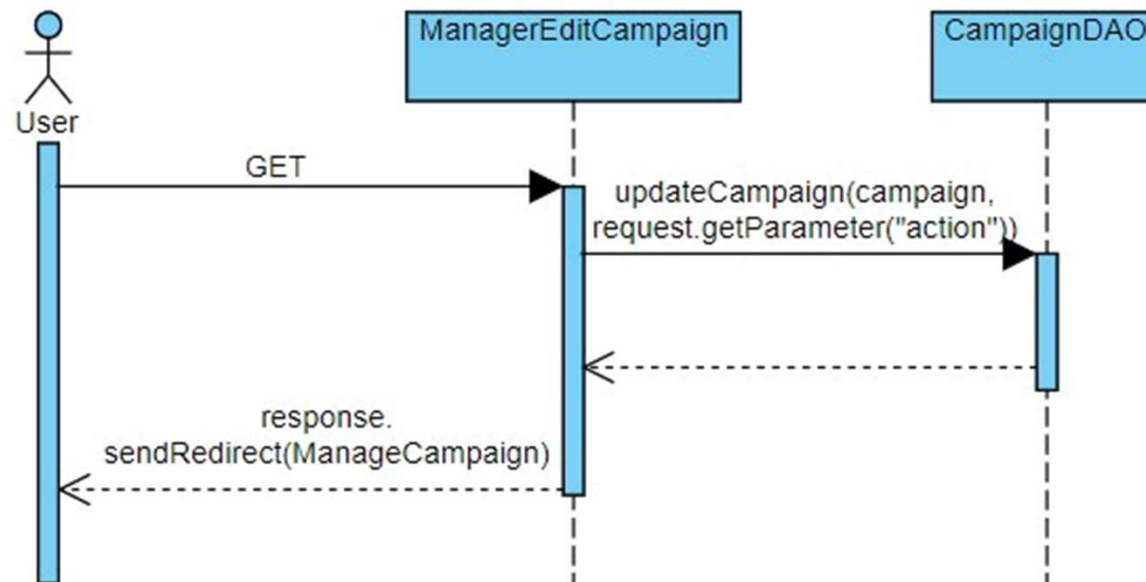 ManagerEditCampaign
CampaignDAO
User
GET
updateCampaign(campaign,
request.getParameter("action"))
response.
sendRedirect(ManageCampaign)